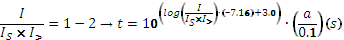 I / (I_S × I_>) = 1 − 2 → t = 10^(log(I / (I_S × I_>))·(−7.16)+3.0) · (a / 0.1) (s)